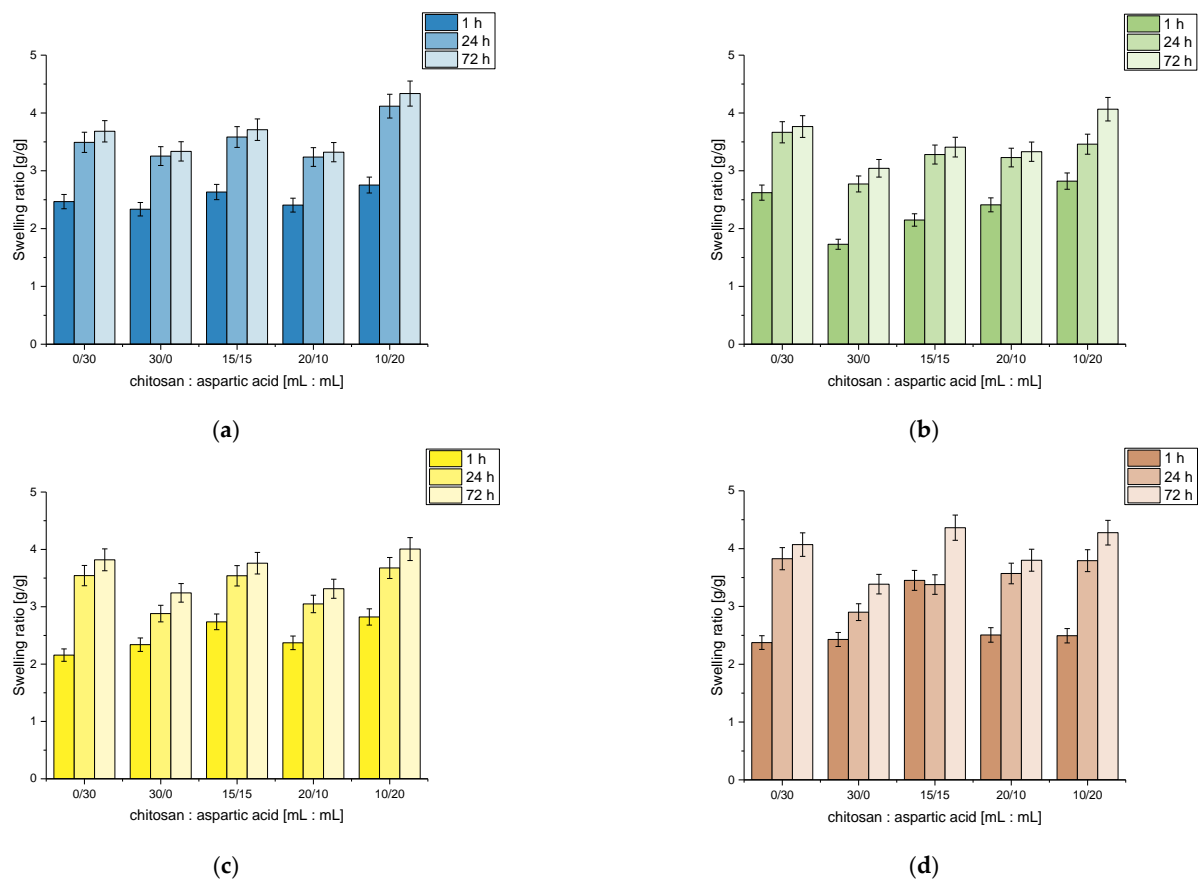 1 h
24 h
72 h
5
4
3
2
1
0
Swelling ratio [g/g]
0/30 30/0 15/15 20/10 10/20
chitosan : aspartic acid [mL : mL]
(a)
1 h
24 h
72 h
5
4
3
2
1
0
Swelling ratio [g/g]
0/30 30/0 15/15 20/10 10/20
chitosan : aspartic acid [mL : mL]
(b)
1 h
24 h
72 h
5
4
3
2
1
0
Swelling ratio [g/g]
0/30 30/0 15/15 20/10 10/20
chitosan : aspartic acid [mL : mL]
(c)
1 h
24 h
72 h
5
4
3
2
1
0
Swelling ratio [g/g]
0/30 30/0 15/15 20/10 10/20
chitosan : aspartic acid [mL : mL]
(d)